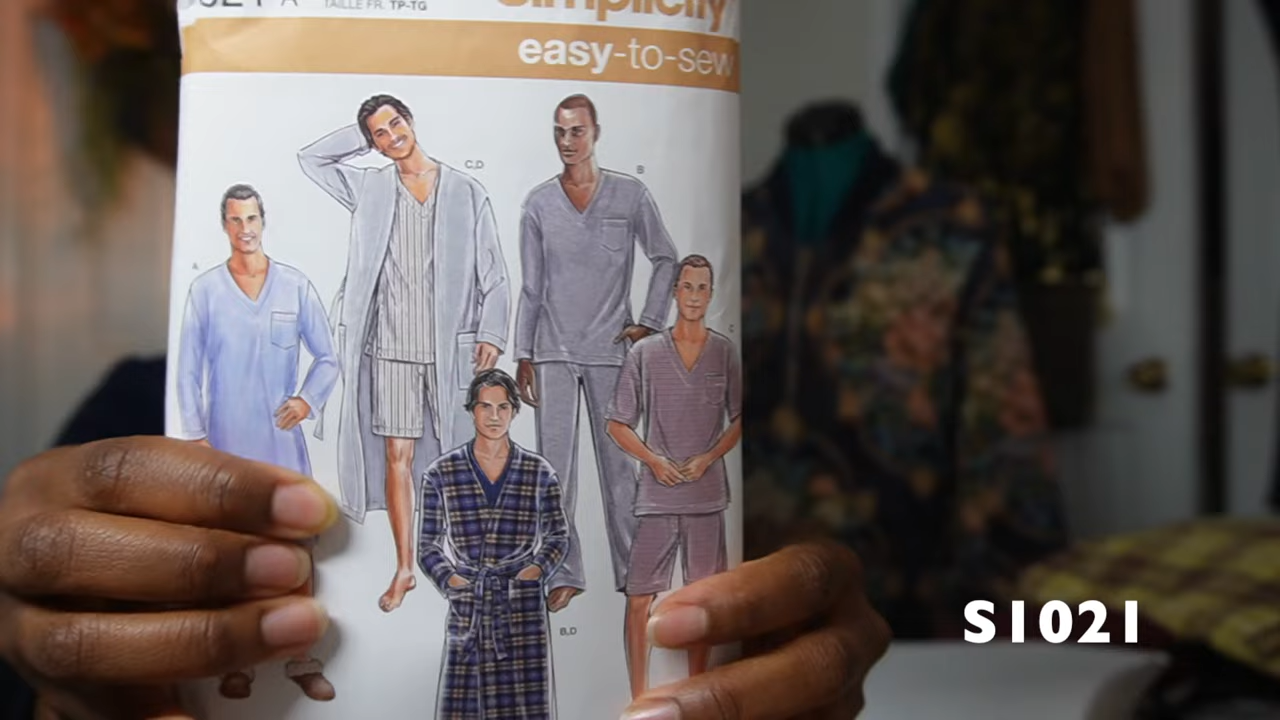 TAILLE FR. TP-TG
Simplicity
easy-to-sew
C,D
B
A
C
B,D
S1021